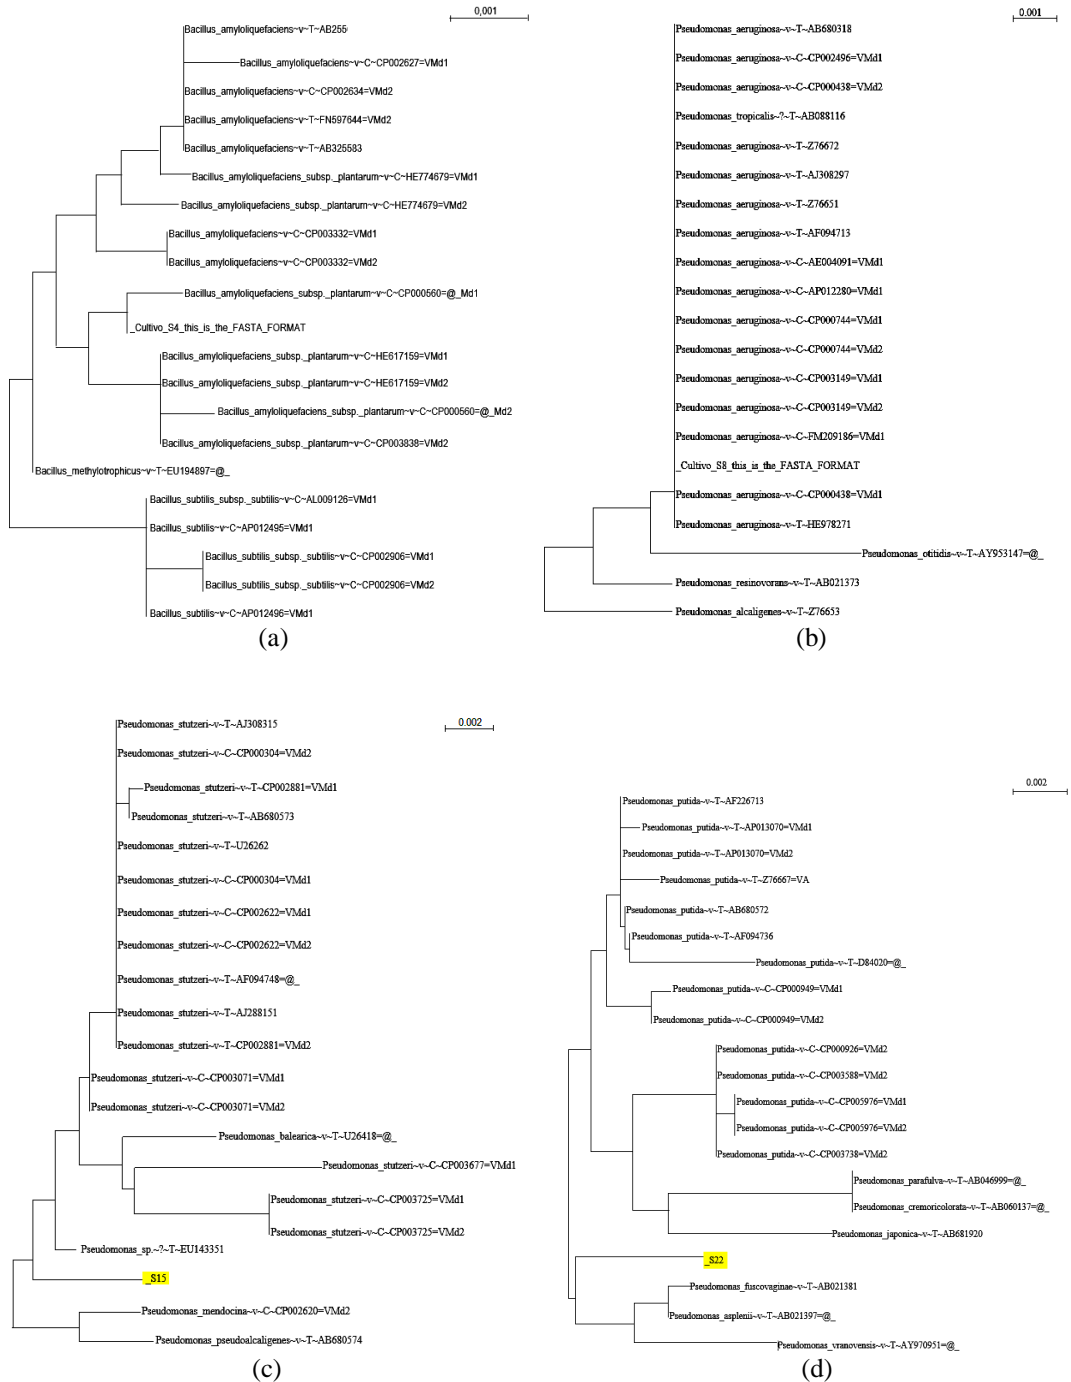 0,001
Bacillus_amyloliquefaciens~v~T~AB255
Bacillus_amyloliquefaciens~v~C~CP002627=VMd1
Bacillus_amyloliquefaciens~v~C~CP002634=VMd2
Bacillus_amyloliquefaciens~v~T~FN597644=VMd2
Bacillus_amyloliquefaciens~v~T~AB325583
Bacillus_amyloliquefaciens_subsp._plantarum~v~C~HE774679=VMd1
Bacillus_amyloliquefaciens_subsp._plantarum~v~C~HE774679=VMd2
Bacillus_amyloliquefaciens~v~C~CP003332=VMd1
Bacillus_amyloliquefaciens~v~C~CP003332=VMd2
Bacillus_amyloliquefaciens_subsp._plantarum~v~C~CP000560=@_Md1
_Cultivo_S4_this_is_the_FASTA_FORMAT
Bacillus_amyloliquefaciens_subsp._plantarum~v~C~HE617159=VMd1
Bacillus_amyloliquefaciens_subsp._plantarum~v~C~HE617159=VMd2
Bacillus_amyloliquefaciens_subsp._plantarum~v~C~CP000560=@_Md2
Bacillus_amyloliquefaciens_subsp._plantarum~v~C~CP003838=VMd2
Bacillus_methylotrophicus~v~T~EU194897=@_
Bacillus_subtilis_subsp._subtilis~v~C~AL009126=VMd1
Bacillus_subtilis~v~C~AP012495=VMd1
Bacillus_subtilis_subsp._subtilis~v~C~CP002906=VMd1
Bacillus_subtilis_subsp._subtilis~v~C~CP002906=VMd2
Bacillus_subtilis~v~C~AP012496=VMd1
(a)
0.001
Pseudomonas_aeruginosa~v~T~AB680318
Pseudomonas_aeruginosa~v~C~CP002496=VMd1
Pseudomonas_aeruginosa~v~C~CP000438=VMd2
Pseudomonas_tropicalis~?~T~AB088116
Pseudomonas_aeruginosa~v~T~Z76672
Pseudomonas_aeruginosa~v~T~AJ308297
Pseudomonas_aeruginosa~v~T~Z76651
Pseudomonas_aeruginosa~v~T~AF094713
Pseudomonas_aeruginosa~v~C~AE004091=VMd1
Pseudomonas_aeruginosa~v~C~AP012280=VMd1
Pseudomonas_aeruginosa~v~C~CP000744=VMd1
Pseudomonas_aeruginosa~v~C~CP000744=VMd2
Pseudomonas_aeruginosa~v~C~CP003149=VMd1
Pseudomonas_aeruginosa~v~C~CP003149=VMd2
Pseudomonas_aeruginosa~v~C~FM209186=VMd1
_Cultivo_S8_this_is_the_FASTA_FORMAT
Pseudomonas_aeruginosa~v~C~CP000438=VMd1
Pseudomonas_aeruginosa~v~T~HE978271
Pseudomonas_otitidis~v~T~AY953147=@_
Pseudomonas_resinovorans~v~T~AB021373
Pseudomonas_alcaligenes~v~T~Z76653
(b)
0.002
Pseudomonas_stutzeri~v~T~AJ308315
Pseudomonas_stutzeri~v~C~CP000304=VMd2
Pseudomonas_stutzeri~v~T~CP002881=VMd1
Pseudomonas_stutzeri~v~T~AB680573
Pseudomonas_stutzeri~v~T~U26262
Pseudomonas_stutzeri~v~C~CP000304=VMd1
Pseudomonas_stutzeri~v~C~CP002622=VMd1
Pseudomonas_stutzeri~v~C~CP002622=VMd2
Pseudomonas_stutzeri~v~T~AF094748=@_
Pseudomonas_stutzeri~v~T~AJ288151
Pseudomonas_stutzeri~v~T~CP002881=VMd2
Pseudomonas_stutzeri~v~C~CP003071=VMd1
Pseudomonas_stutzeri~v~C~CP003071=VMd2
Pseudomonas_balearica~v~T~U26418=@_
Pseudomonas_stutzeri~v~C~CP003677=VMd1
Pseudomonas_stutzeri~v~C~CP003725=VMd1
Pseudomonas_stutzeri~v~C~CP003725=VMd2
Pseudomonas_sp.~?~T~EU143351
_S15
Pseudomonas_mendocina~v~C~CP002620=VMd2
Pseudomonas_pseudoalcaligenes~v~T~AB680574
(c)
0.002
Pseudomonas_putida~v~T~AF226713
Pseudomonas_putida~v~T~AP013070=VMd1
Pseudomonas_putida~v~T~AP013070=VMd2
Pseudomonas_putida~v~T~Z76667=VA
Pseudomonas_putida~v~T~AB680572
Pseudomonas_putida~v~T~AF094736
Pseudomonas_putida~v~T~D84020=@_
Pseudomonas_putida~v~C~CP000949=VMd1
Pseudomonas_putida~v~C~CP000949=VMd2
Pseudomonas_putida~v~C~CP000926=VMd2
Pseudomonas_putida~v~C~CP003588=VMd2
Pseudomonas_putida~v~C~CP005976=VMd1
Pseudomonas_putida~v~C~CP005976=VMd2
Pseudomonas_putida~v~C~CP003738=VMd2
Pseudomonas_parafulva~v~T~AB046999=@_
Pseudomonas_cremoricolorata~v~T~AB060137=@_
Pseudomonas_japonica~v~T~AB681920
_S22
Pseudomonas_fuscovaginae~v~T~AB021381
Pseudomonas_asplenii~v~T~AB021397=@_
Pseudomonas_vranovensis~v~T~AY970951=@_
(d)